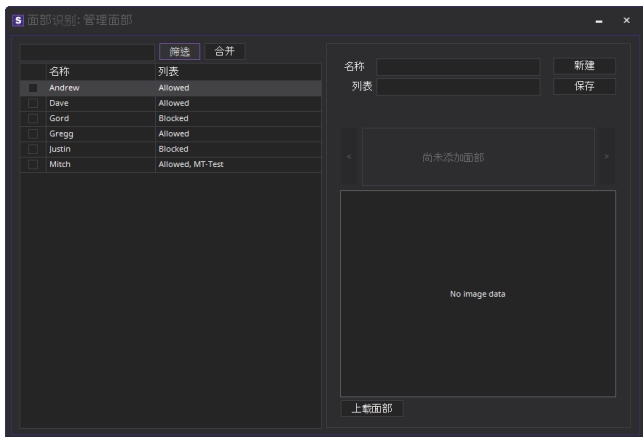 S 面部识别: 管理面部
筛选 合并
名称 列表
Andrew Allowed
Dave Allowed
Gord Blocked
Gregg Allowed
Justin Blocked
Mitch Allowed, MT-Test
名称 新建
列表 保存
< 尚未添加面部 >
No image data
上载面部